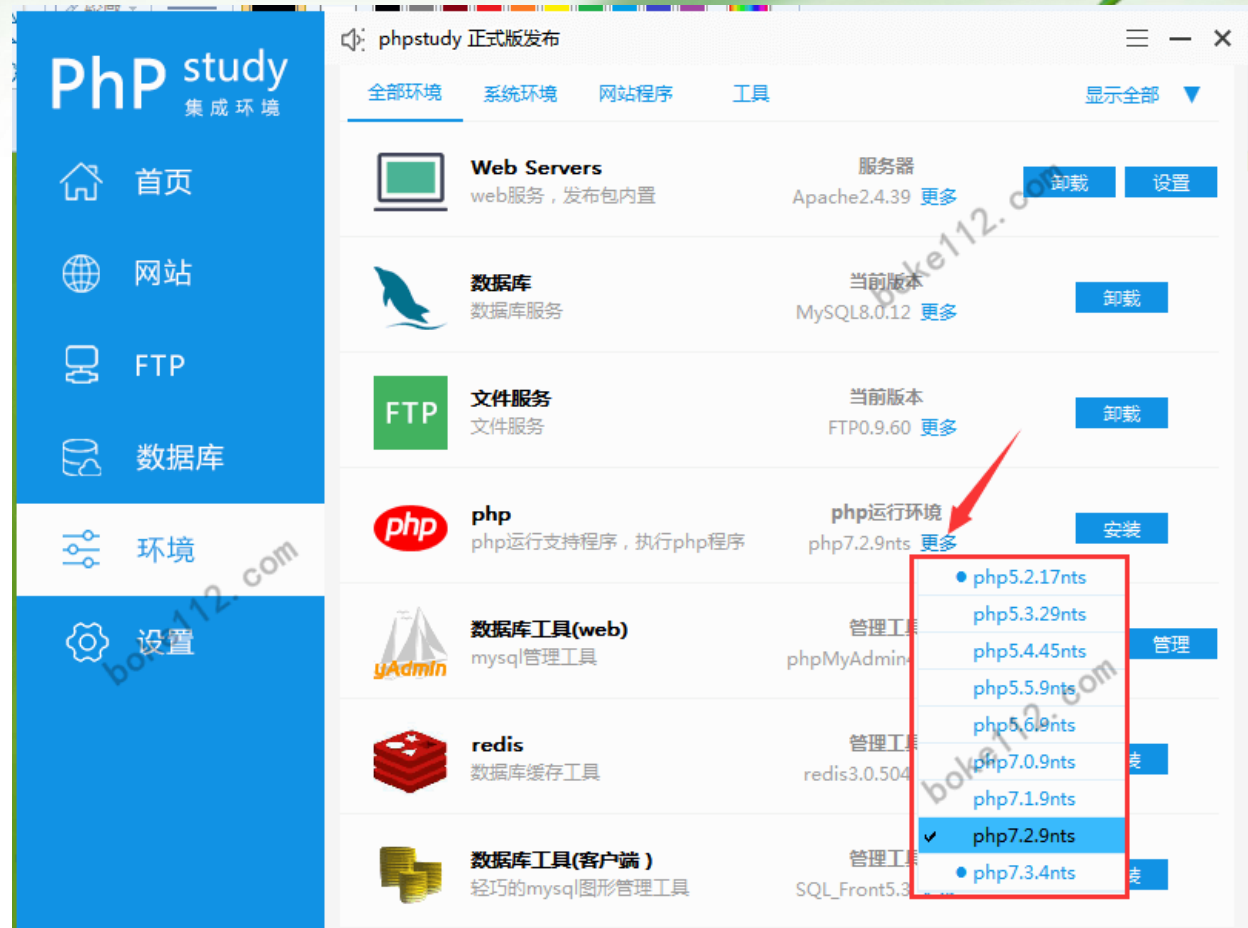 phpstudy 正式版发布
PhP study
集成环境
首页
网站
FTP
数据库
环境
设置
全部环境 系统环境 网站程序 工具 显示全部
Web Servers
web服务，发布包内置
服务器
Apache2.4.39 更多
卸载 设置
数据库
数据库服务
当前版本
MySQL8.0.12 更多
卸载
FTP
文件服务
文件服务
当前版本
FTP0.9.60 更多
卸载
php
php
php运行支持程序，执行php程序
php运行环境
php7.2.9nts 更多
安装
php5.2.17nts
php5.3.29nts
php5.4.45nts
php5.5.9nts
php5.6.9nts
php7.0.9nts
php7.1.9nts
php7.2.9nts
php7.3.4nts
yAdmin
数据库工具(web)
mysql管理工具
管理工具
phpMyAdmin
管理
redis
数据库缓存工具
管理工具
redis3.0.504
装
数据库工具(客户端)
轻巧的mysql图形管理工具
管理工具
SQL_Front5.3
装
boke112.com
boke112.com
boke112.com